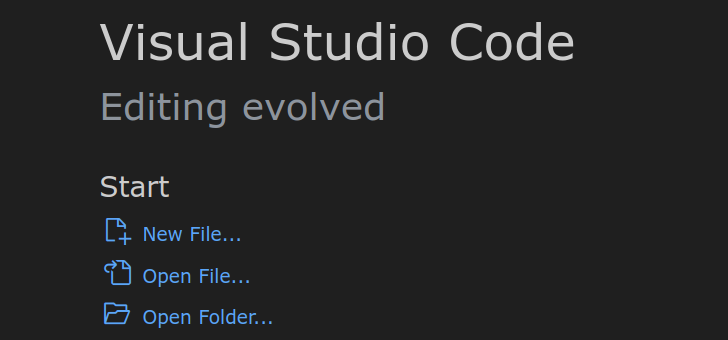 Visual Studio Code
Editing evolved
Start
New File...
Open File...
Open Folder...